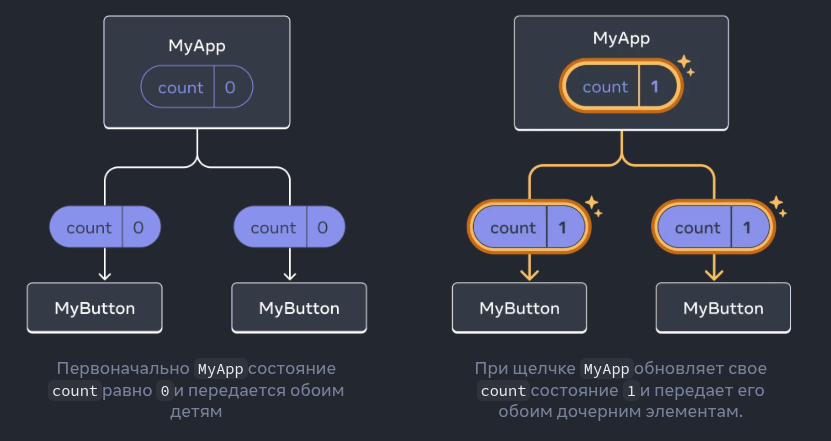 MyApp
count 0
count 0
count 0
MyButton
MyButton
Первоначально MyApp состояние
count равно 0 и передается обоим
детям
MyApp
count 1
count 1
count 1
MyButton
MyButton
При щелчке MyApp обновляет свое
count состояние 1 и передает его
обоим дочерним элементам.